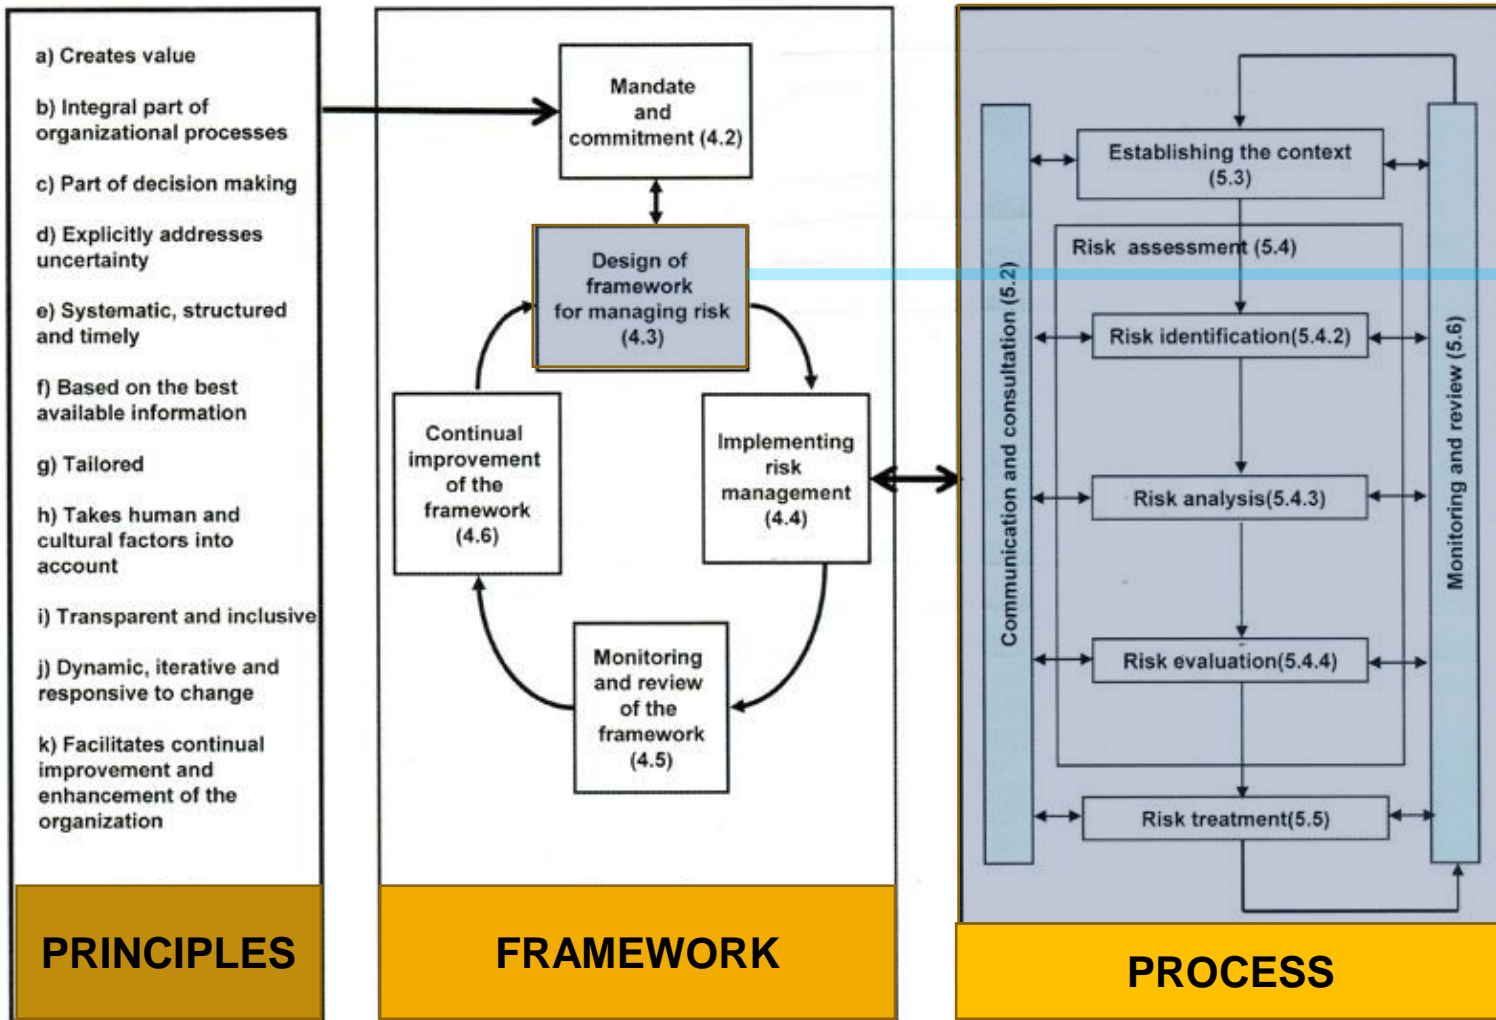 a) Creates value
b) Integral part of
organizational processes
c) Part of decision making
d) Explicitly addresses
uncertainty
e) Systematic, structured
and timely
f) Based on the best
available information
g) Tailored
h) Takes human and
cultural factors into
account
i) Transparent and inclusive
j) Dynamic, iterative and
responsive to change
k) Facilitates continual
improvement and
enhancement of the
organization
PRINCIPLES
Mandate
and
commitment (4.2)
Design of
framework
for managing risk
(4.3)
Implementing
risk
management
(4.4)
Monitoring
and review
of the
framework
(4.5)
Continual
improvement
of the
framework
(4.6)
FRAMEWORK
Communication and consultation (5.2)
Establishing the context
(5.3)
Risk assessment (5.4)
Risk identification(5.4.2)
Risk analysis(5.4.3)
Risk evaluation(5.4.4)
Risk treatment(5.5)
Monitoring and review (5.6)
PROCESS